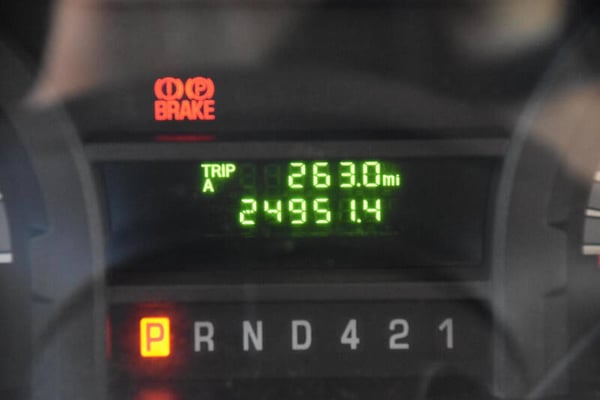 (!) (P)
BRAKE
TRIP A 263.0 mi
24951.4
P R N D 4 2 1